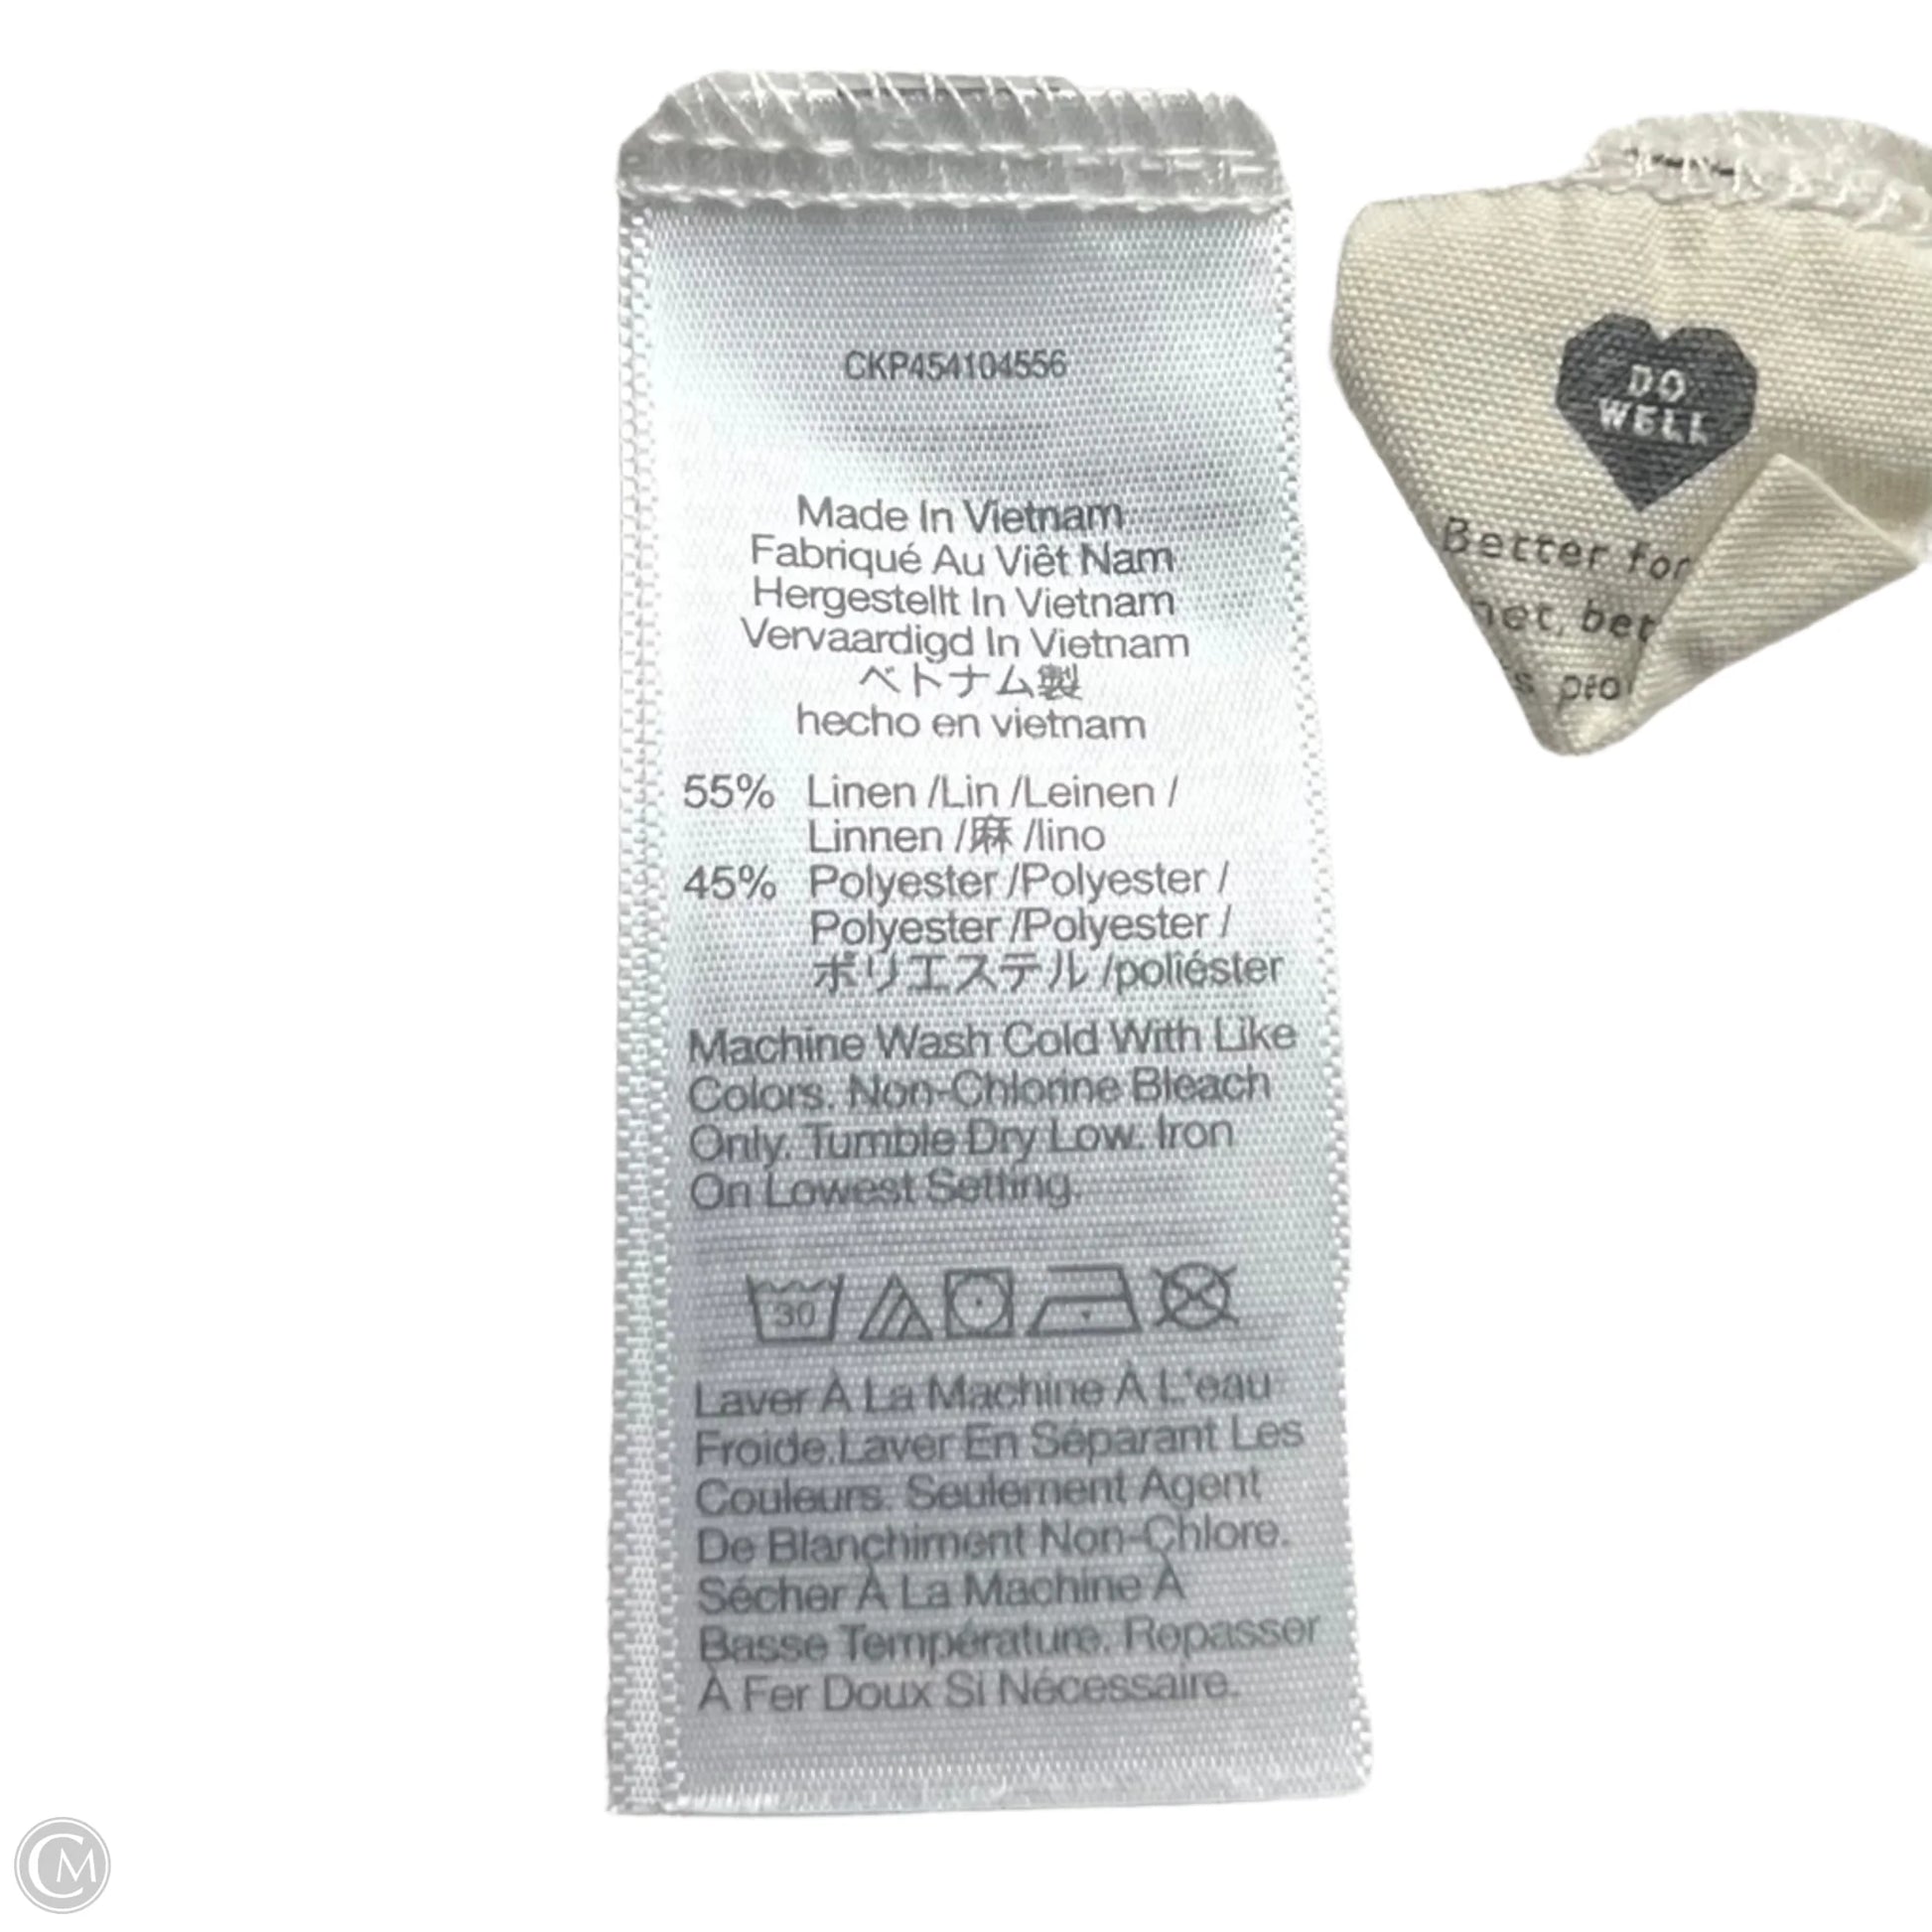 CKP454104556
Made In Vietnam
Fabriqué Au Viêt Nam
Hergestellt In Vietnam
Vervaardigd In Vietnam
ベトナム製
hecho en vietnam
55% Linen /Lin /Leinen /
Linnen /麻 /lino
45% Polyester /Polyester /
Polyester /Polyester /
ポリエステル /poliéster
Machine Wash Cold With Like
Colors. Non-Chlorine Bleach
Only. Tumble Dry Low. Iron
On Lowest Setting.
30
Laver À La Machine À L'eau
Froide.Laver En Séparant Les
Couleurs. Seulement Agent
De Blanchiment Non-Chlore.
Sécher À La Machine À
Basse Température. Repasser
À Fer Doux Si Nécessaire.
DO
WELL
Better for
net, bet
s peo
CM